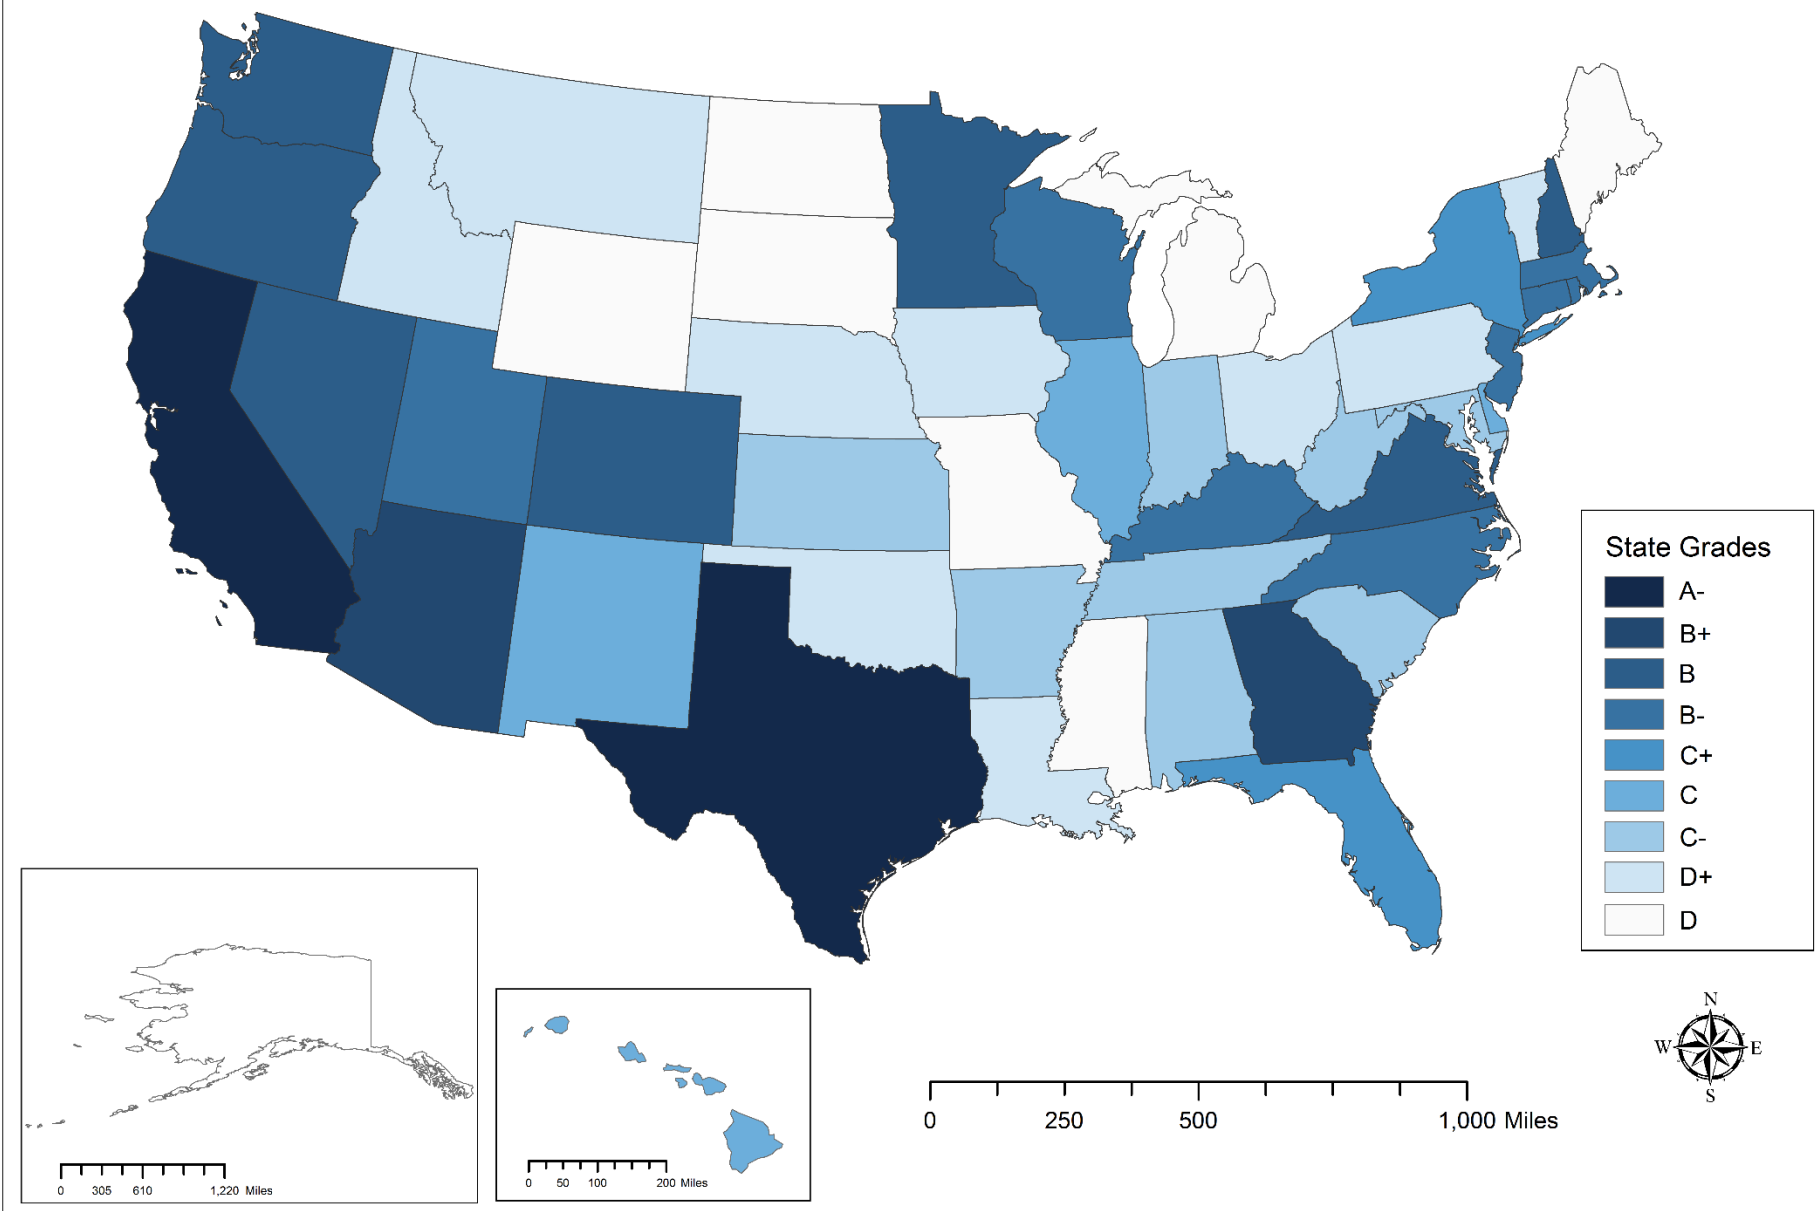 State Grades
A-
B+
B
B-
C+
C
C-
D+
D
N
W E
S
0 250 500 1,000 Miles
0 305 610 1,220 Miles
0 50 100 200 Miles